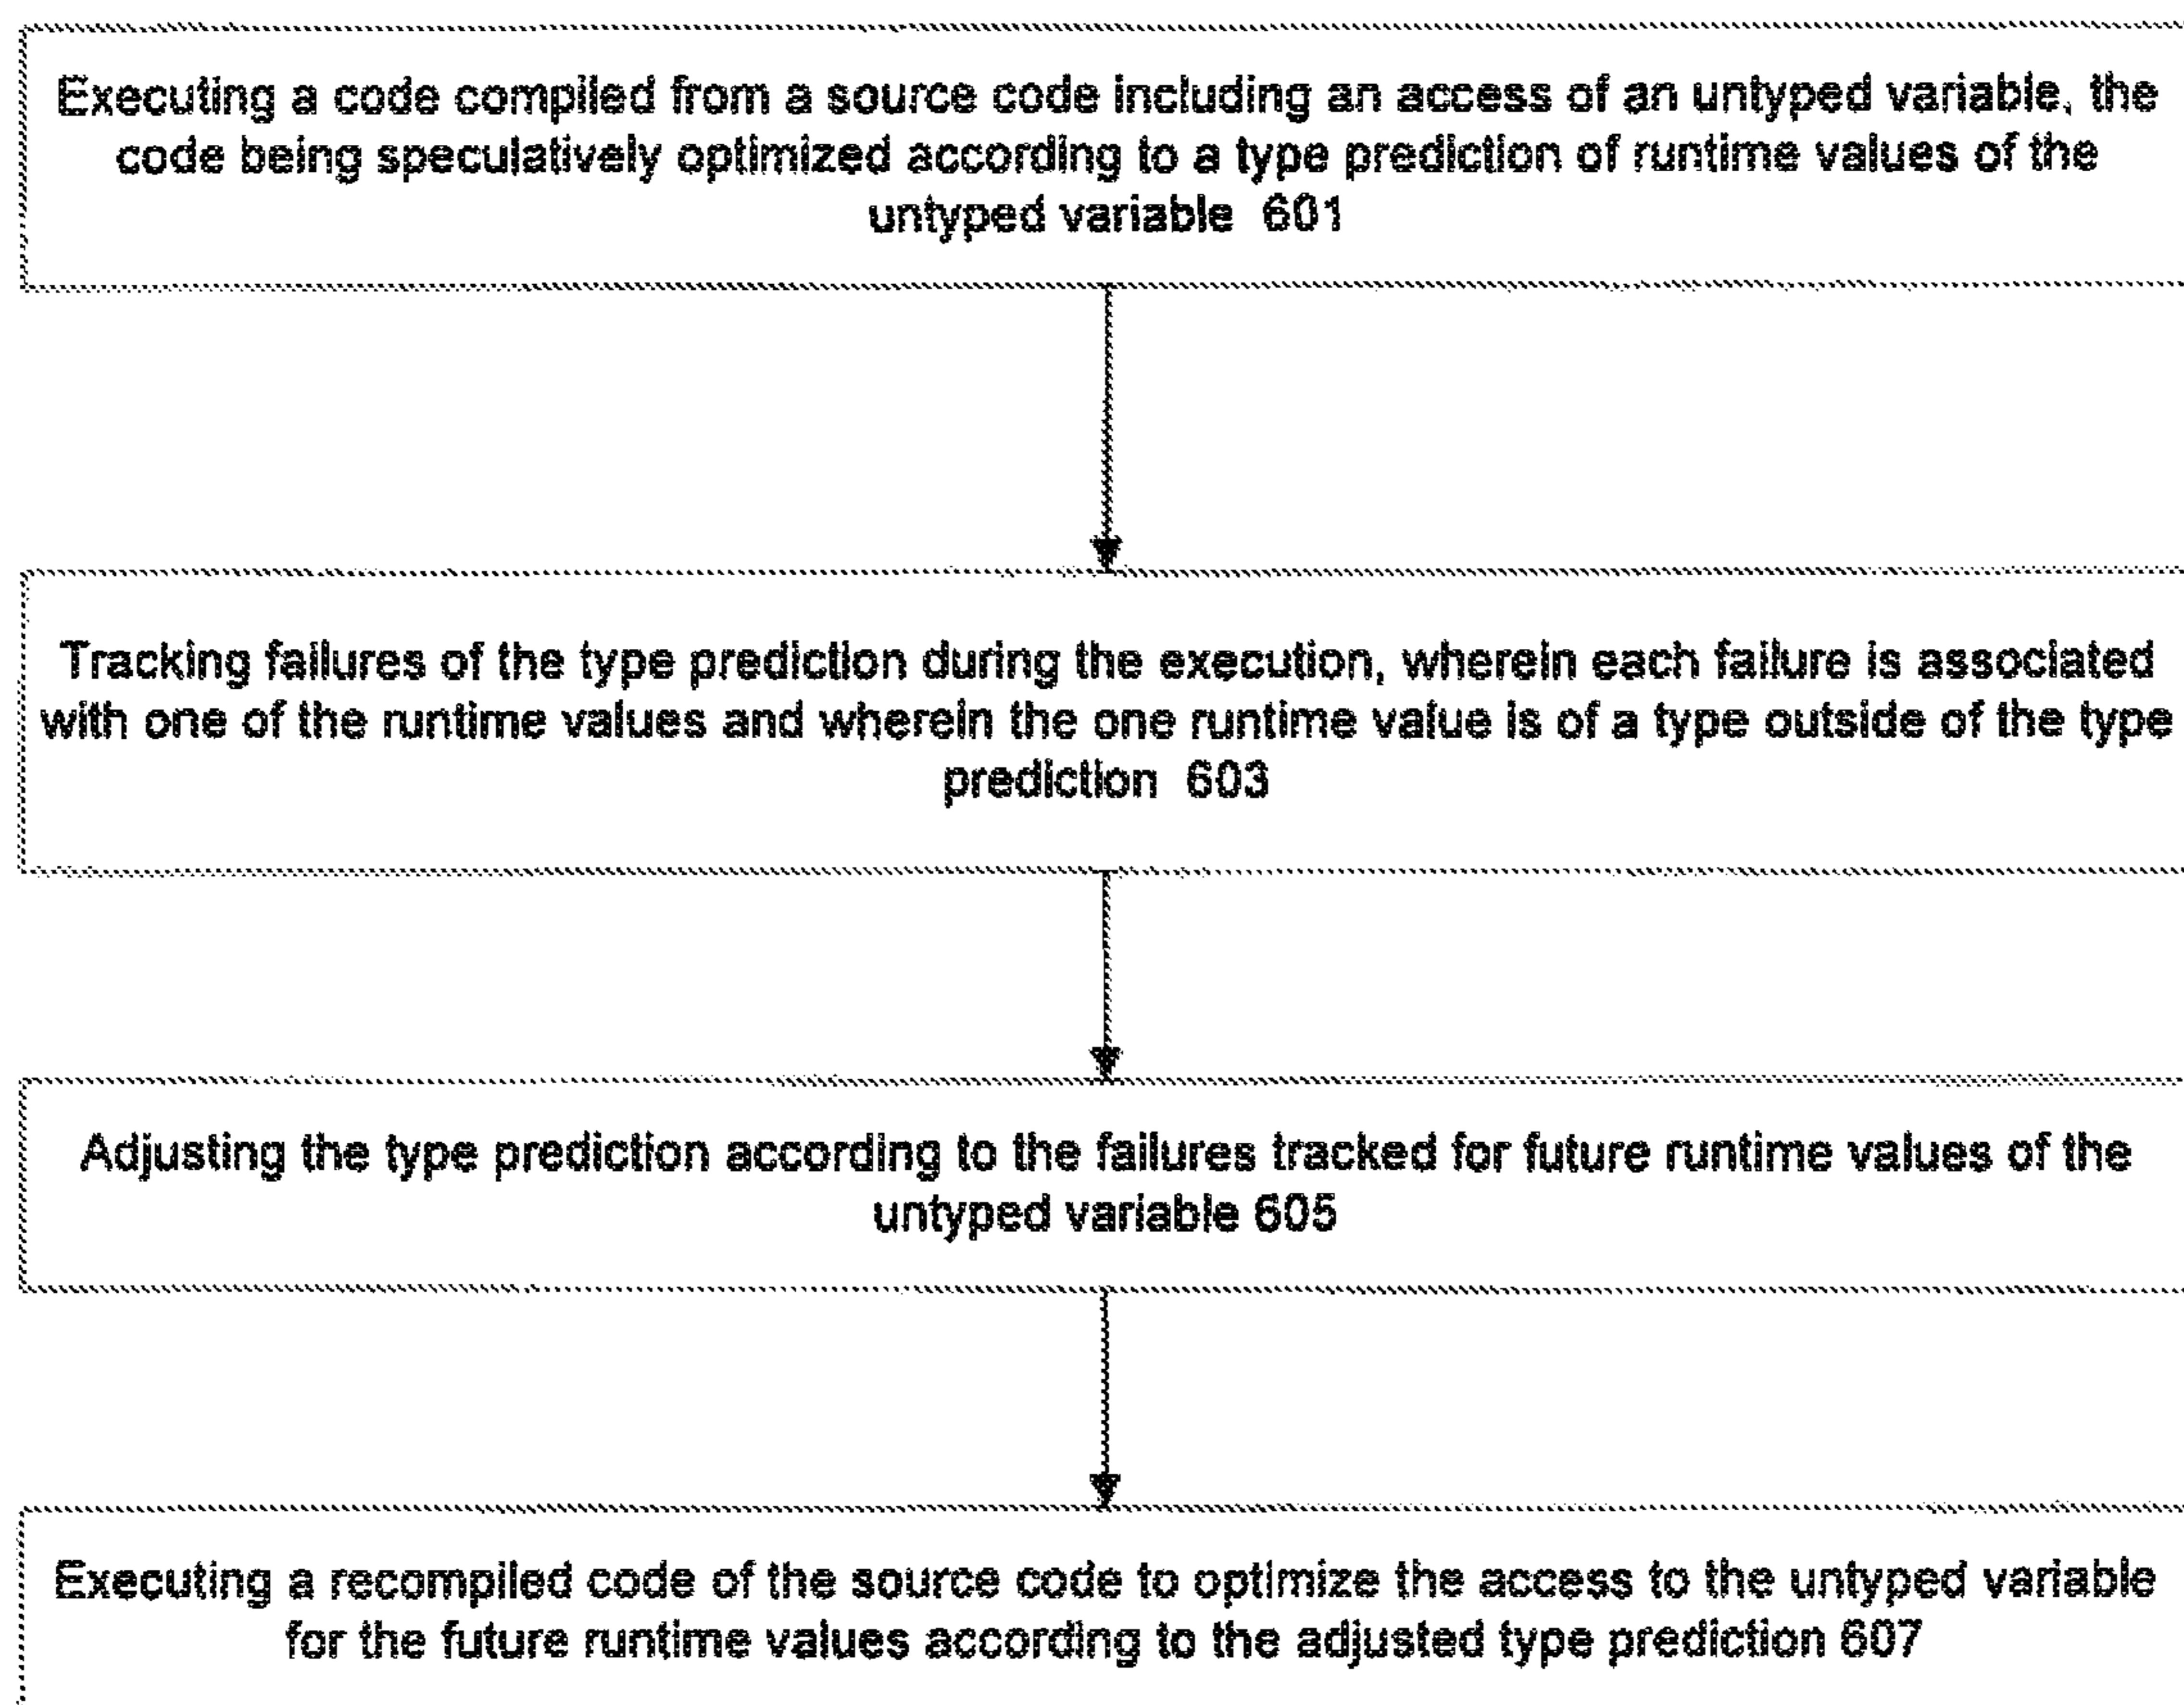 Executing a code compiled from a source code including an access of an untyped variable, the
code being speculatively optimized according to a type prediction of runtime values of the
untyped variable 601
Tracking failures of the type prediction during the execution, wherein each failure is associated
with one of the runtime values and wherein the one runtime value is of a type outside of the type
prediction 603
Adjusting the type prediction according to the failures tracked for future runtime values of the
untyped variable 605
Executing a recompiled code of the source code to optimize the access to the untyped variable
for the future runtime values according to the adjusted type prediction 607